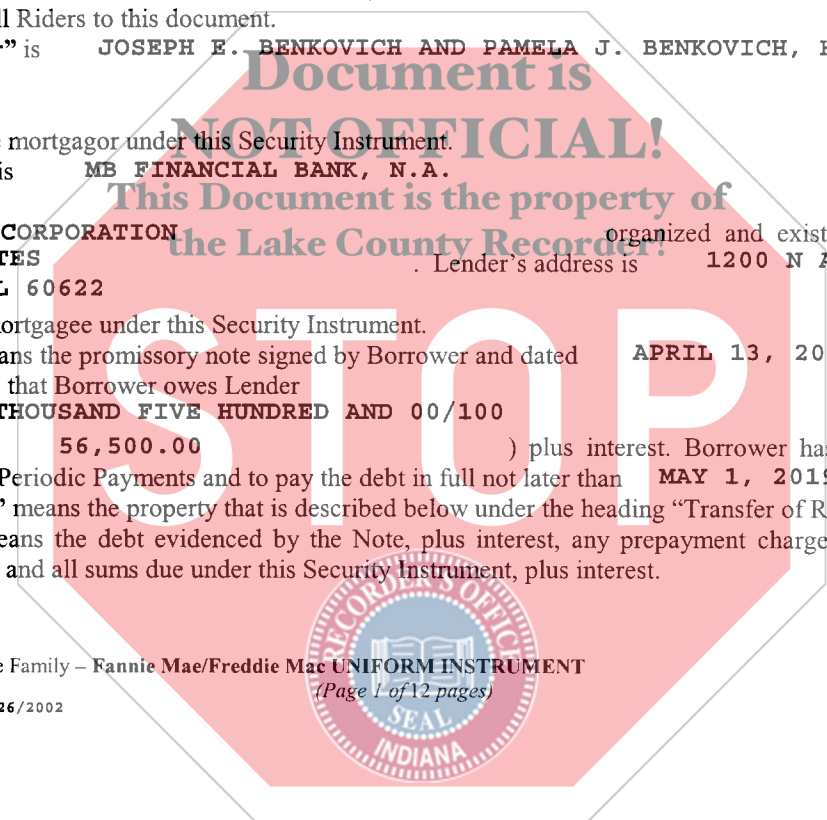 ll Riders to this document.
” is JOSEPH E. BENKOVICH AND PAMELA J. BENKOVICH,
Document is
NOT OFFICIAL!
e mortgagor under this Security Instrument.
is MB FINANCIAL BANK, N.A.
This Document is the property of
the Lake County Recorder!
CORPORATION organized and exist
TES . Lender’s address is 1200 N A
L 60622
ortgagee under this Security Instrument.
ans the promissory note signed by Borrower and dated APRIL 13, 20
that Borrower owes Lender
THOUSAND FIVE HUNDRED AND 00/100
56,500.00 ) plus interest. Borrower has
Periodic Payments and to pay the debt in full not later than MAY 1, 2019
” means the property that is described below under the heading “Transfer of R
eans the debt evidenced by the Note, plus interest, any prepayment charge
and all sums due under this Security Instrument, plus interest.
STOP
e Family – Fannie Mae/Freddie Mac UNIFORM INSTRUMENT
(Page 1 of 12 pages)
26/2002
RECORDER'S OFFICE
SEAL
INDIANA